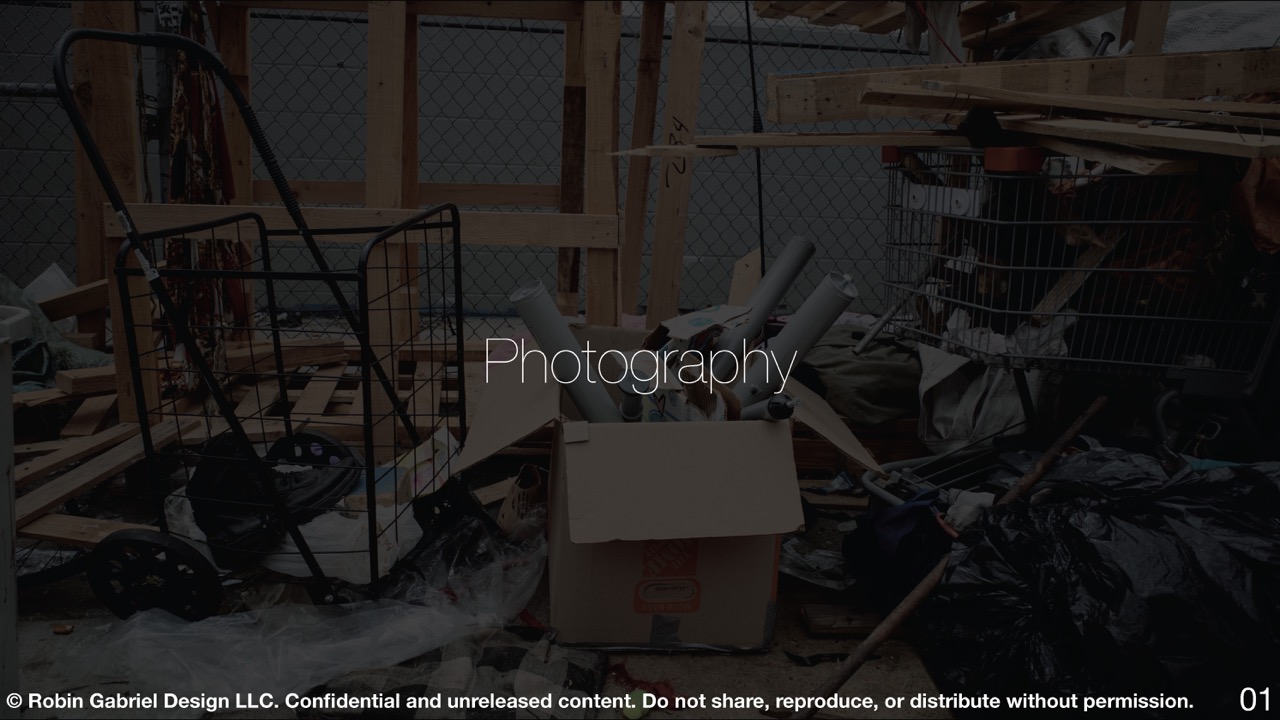 Photography
© Robin Gabriel Design LLC. Confidential and unreleased content. Do not share, reproduce, or distribute without permission.
01